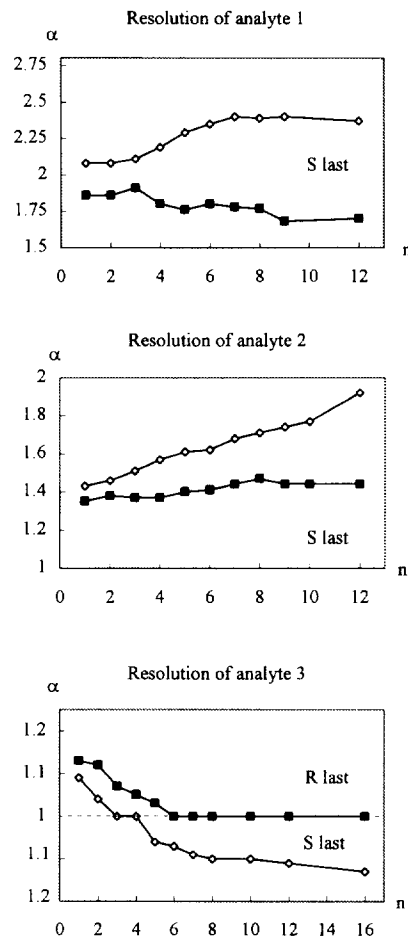 Resolution of analyte 1
α
2.75
2.5
2.25
2
1.75
1.5
S last
0 2 4 6 8 10 12 n
Resolution of analyte 2
α
2
1.8
1.6
1.4
1.2
1
S last
0 2 4 6 8 10 12 n
Resolution of analyte 3
α
1.2
1.1
1
1.1
1.2
R last
S last
0 2 4 6 8 10 12 14 16 n